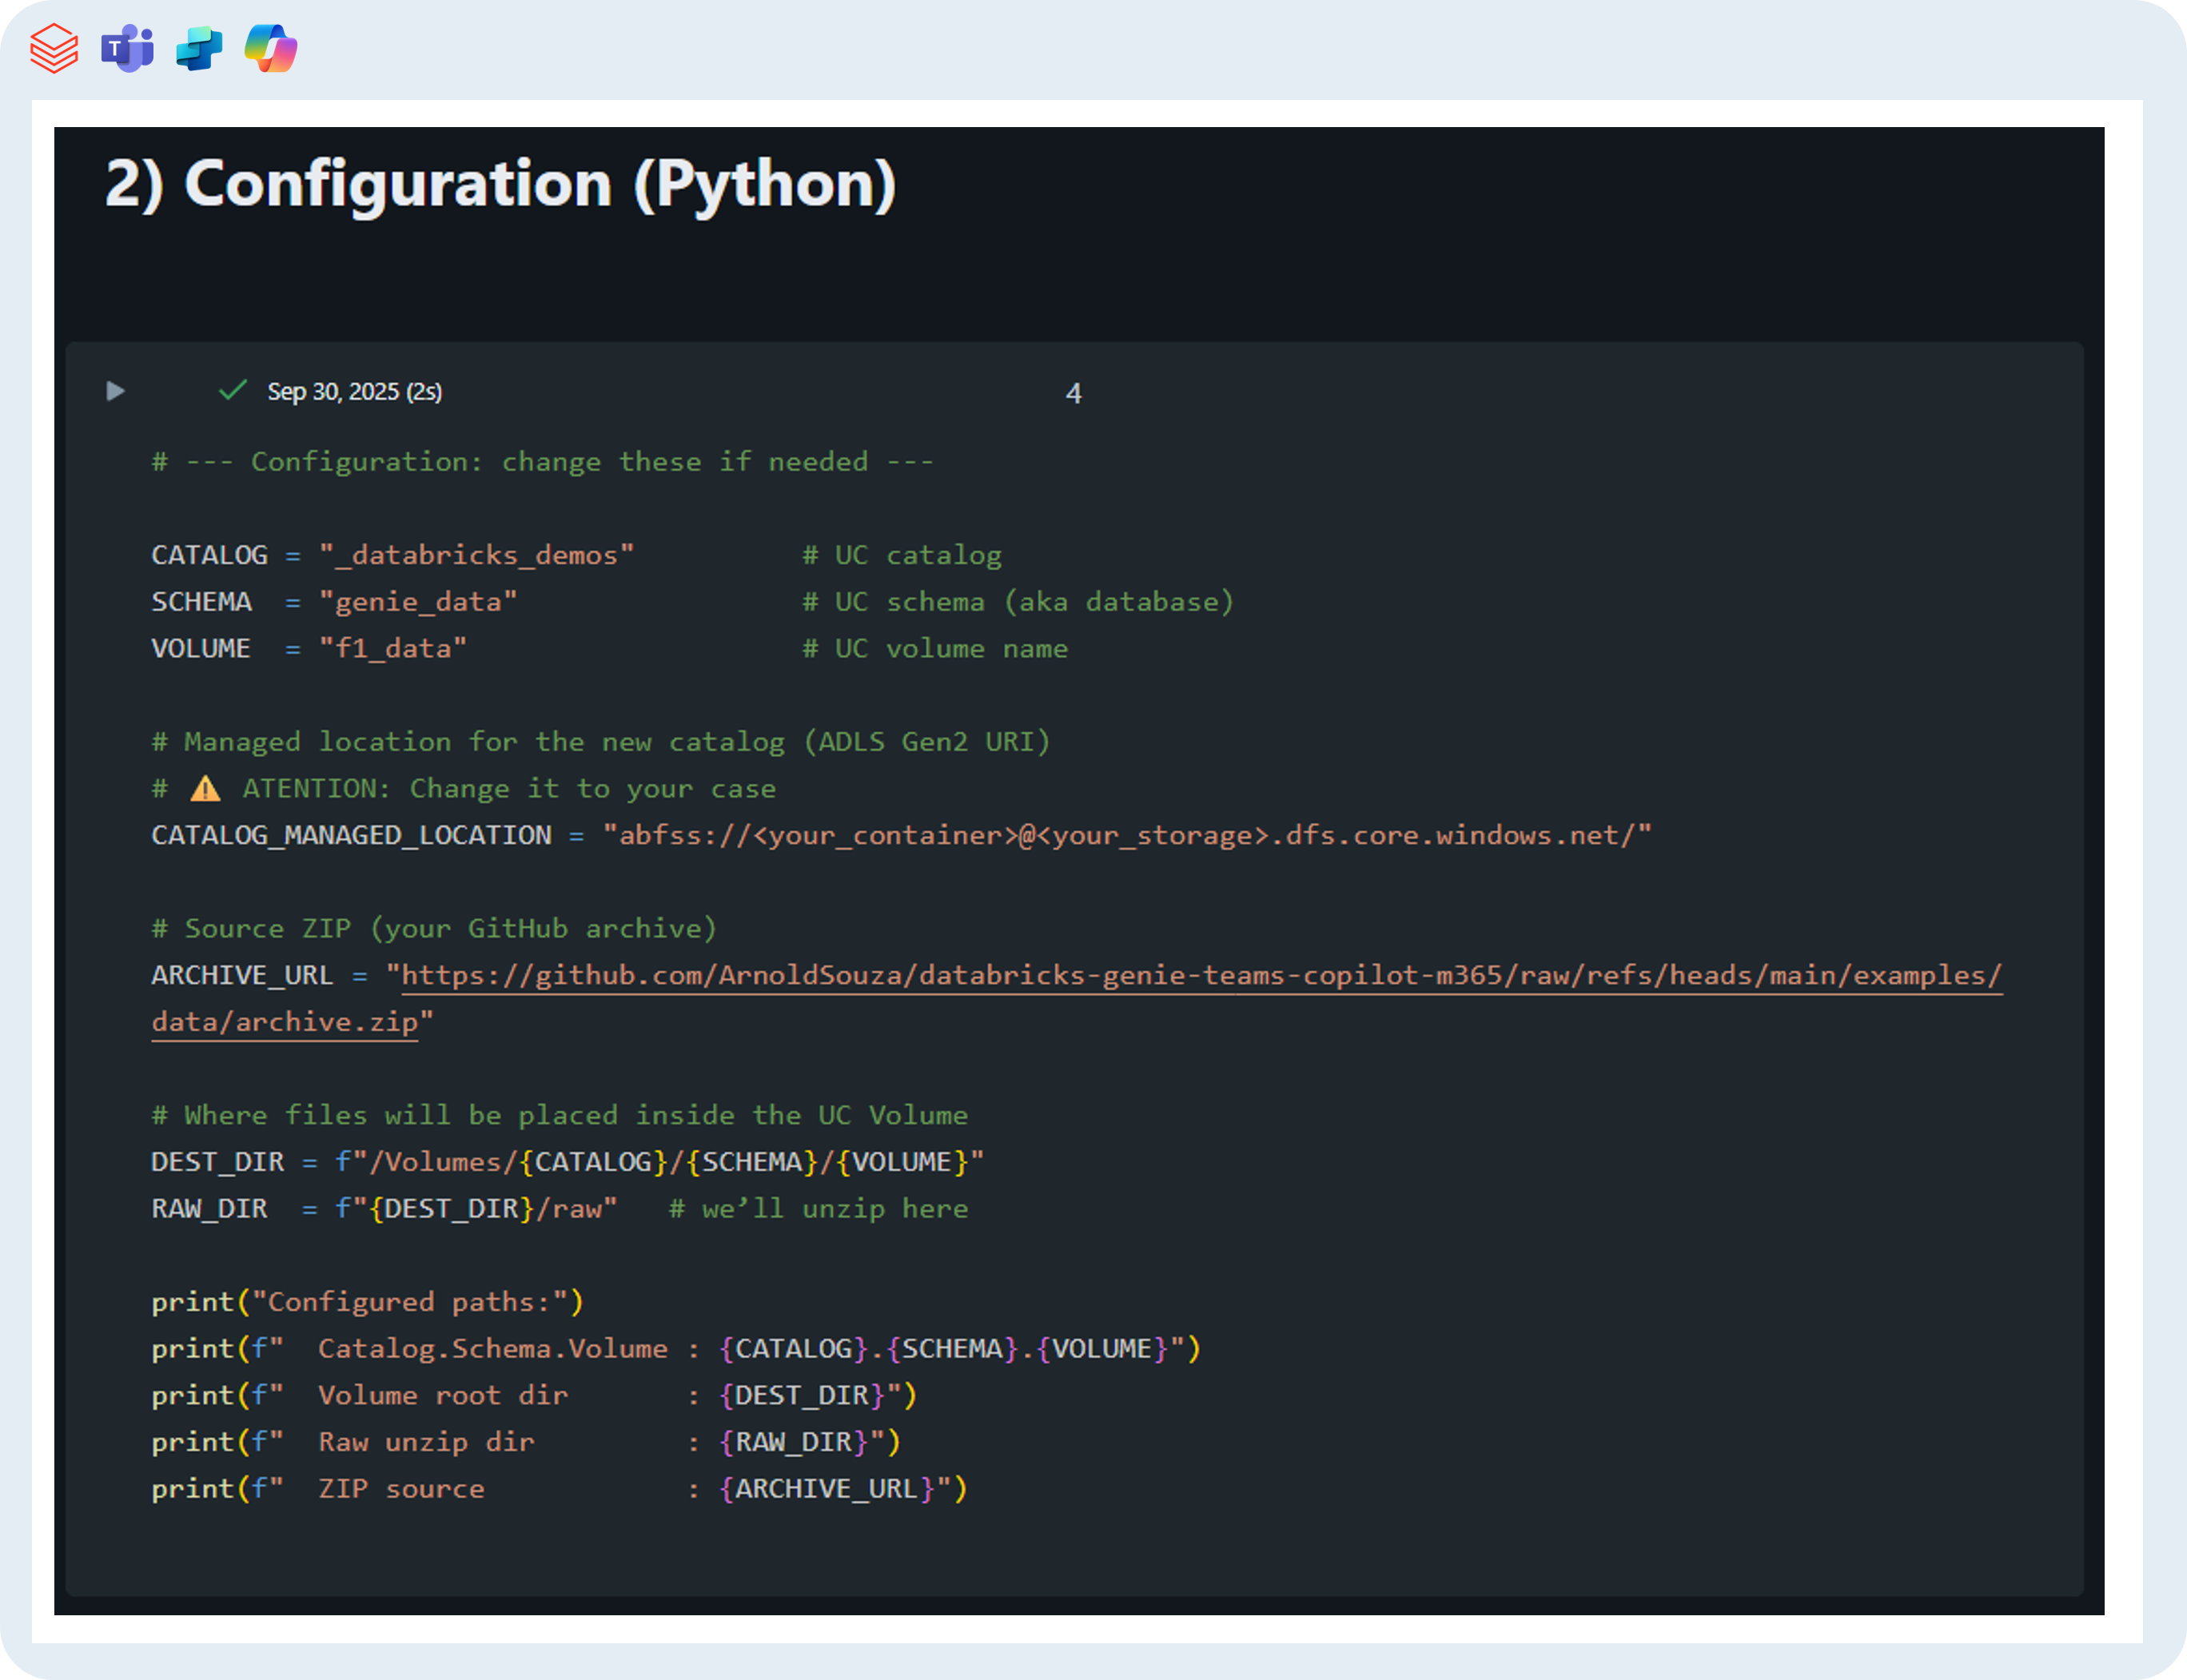 T
2) Configuration (Python)
Sep 30, 2025 (2s)
4
# --- Configuration: change these if needed ---
CATALOG = "_databricks_demos"          # UC catalog
SCHEMA  = "genie_data"                 # UC schema (aka database)
VOLUME  = "f1_data"                    # UC volume name
# Managed location for the new catalog (ADLS Gen2 URI)
# ⚠️ ATENTION: Change it to your case
CATALOG_MANAGED_LOCATION = "abfss://<your_container>@<your_storage>.dfs.core.windows.net/"
# Source ZIP (your GitHub archive)
ARCHIVE_URL = "https://github.com/ArnoldSouza/databricks-genie-teams-copilot-m365/raw/refs/heads/main/examples/
data/archive.zip"
# Where files will be placed inside the UC Volume
DEST_DIR = f"/Volumes/{CATALOG}/{SCHEMA}/{VOLUME}"
RAW_DIR  = f"{DEST_DIR}/raw"   # we’ll unzip here
print("Configured paths:")
print(f"  Catalog.Schema.Volume : {CATALOG}.{SCHEMA}.{VOLUME}")
print(f"  Volume root dir       : {DEST_DIR}")
print(f"  Raw unzip dir         : {RAW_DIR}")
print(f"  ZIP source            : {ARCHIVE_URL}")